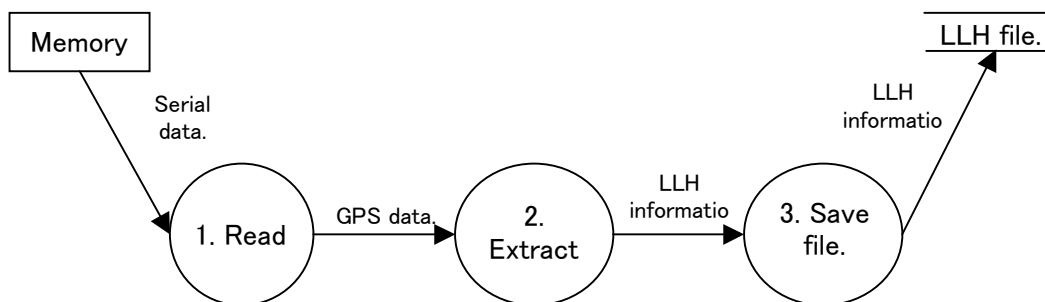 Memory
LLH file.
Serial
data.
LLH
informatio
1. Read
GPS data.
2.
Extract
LLH
informatio
3. Save
file.